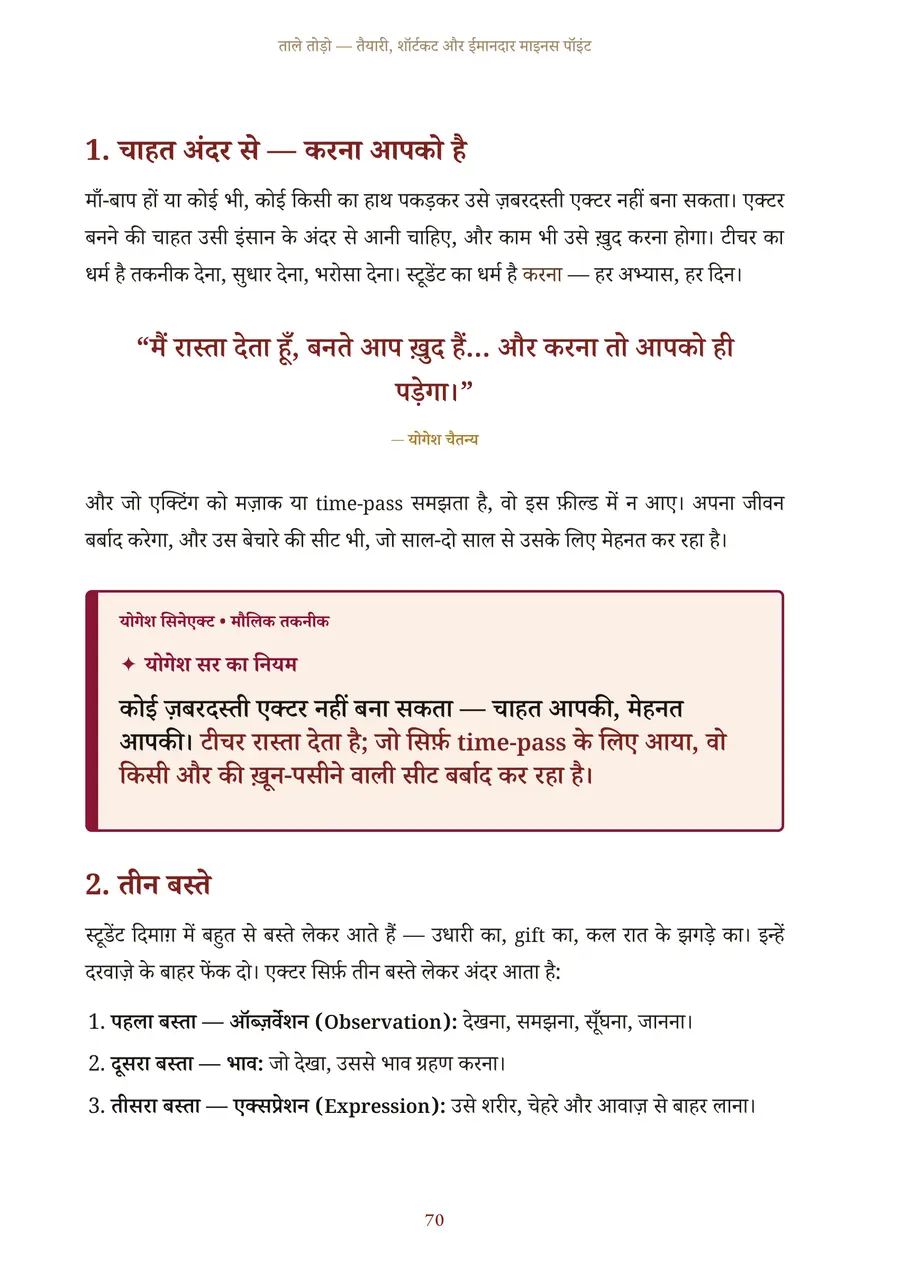 ताले तोड़ो — तैयारी, शॉर्टकट और ईमानदार माइनस पॉइंट
1. चाहत अंदर से — करना आपको है
माँ-बाप हों या कोई भी, कोई किसी का हाथ पकड़कर उसे ज़बरदस्ती एक्टर नहीं बना सकता। एक्टर
बनने की चाहत उसी इंसान के अंदर से आनी चाहिए, और काम भी उसे ख़ुद करना होगा। टीचर का
धर्म है तकनीक देना, सुधार देना, भरोसा देना। स्टूडेंट का धर्म है करना — हर अभ्यास, हर दिन।
“मैं रास्ता देता हूँ, बनते आप ख़ुद हैं… और करना तो आपको ही
पड़ेगा।”
— योगेश चैतन्य
और जो एक्टिंग को मज़ाक या time-pass समझता है, वो इस फ़ील्ड में न आए। अपना जीवन
बर्बाद करेगा, और उस बेचारे की सीट भी, जो साल-दो साल से उसके लिए मेहनत कर रहा है।
योगेश सिनेएक्ट • मौलिक तकनीक
✦ योगेश सर का नियम
कोई ज़बरदस्ती एक्टर नहीं बना सकता — चाहत आपकी, मेहनत
आपकी। टीचर रास्ता देता है; जो सिर्फ़ time-pass के लिए आया, वो
किसी और की ख़ून-पसीने वाली सीट बर्बाद कर रहा है।
2. तीन बस्ते
स्टूडेंट दिमाग़ में बहुत से बस्ते लेकर आते हैं — उधारी का, gift का, कल रात के झगड़े का। इन्हें
दरवाज़े के बाहर फेंक दो। एक्टर सिर्फ़ तीन बस्ते लेकर अंदर आता है:
1. पहला बस्ता — ऑब्ज़र्वेशन (Observation): देखना, समझना, सूँघना, जानना।
2. दूसरा बस्ता — भाव: जो देखा, उससे भाव ग्रहण करना।
3. तीसरा बस्ता — एक्सप्रेशन (Expression): उसे शरीर, चेहरे और आवाज़ से बाहर लाना।
70